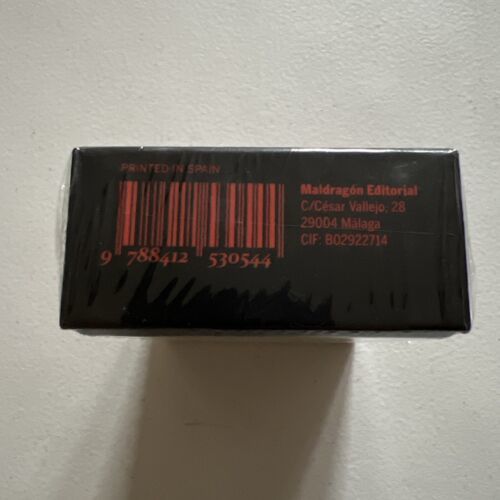 PRINTED IN SPAIN
9 788412 530544
Maldragón Editorial
C/César Vallejo, 28
29004 Málaga
CIF: B02922714